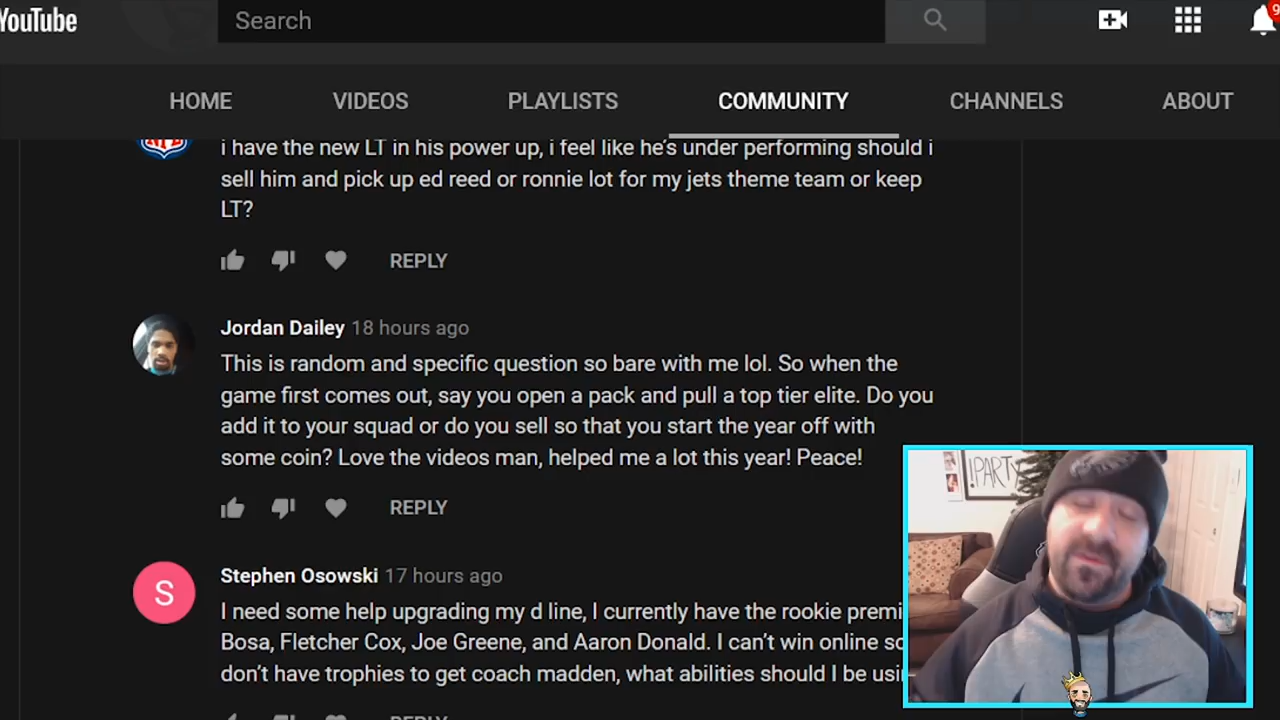 YouTube
Search
9
HOME
VIDEOS
PLAYLISTS
COMMUNITY
CHANNELS
ABOUT
i have the new LT in his power up, i feel like he's under performing should i
sell him and pick up ed reed or ronnie lot for my jets theme team or keep
LT?
REPLY
Jordan Dailey 18 hours ago
This is random and specific question so bare with me lol. So when the
game first comes out, say you open a pack and pull a top tier elite. Do you
add it to your squad or do you sell so that you start the year off with
some coin? Love the videos man, helped me a lot this year! Peace!
REPLY
!PARTY
S
Stephen Osowski 17 hours ago
I need some help upgrading my d line, I currently have the rookie premi
Bosa, Fletcher Cox, Joe Greene, and Aaron Donald. I can't win online so
don't have trophies to get coach madden, what abilities should I be usin